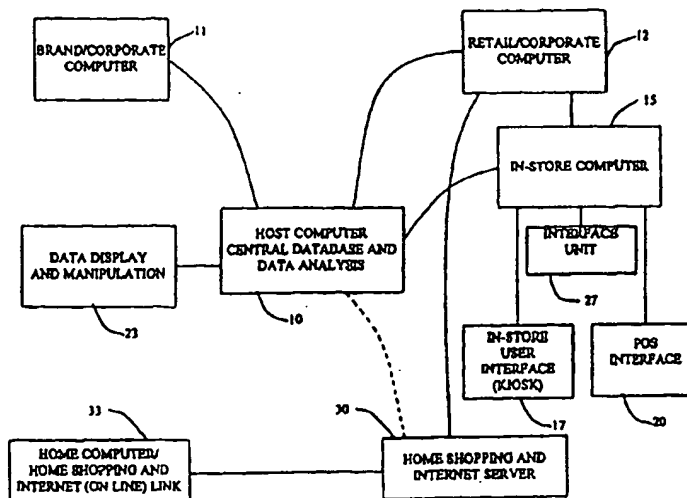 11
BRAND/CORPORATE
COMPUTER
RETAIL/CORPORATE
COMPUTER
12
15
IN-STORE COMPUTER
HOST COMPUTER
CENTRAL DATABASE AND
DATA ANALYSIS
10
DATA DISPLAY
AND MANIPULATION
23
INTERFACE
UNIT
27
IN-STORE
USER
INTERFACE
(KIOSK)
17
POS
INTERFACE
20
33
HOME COMPUTER/
HOME SHOPPING AND
INTERNET (ON LINE) LINK
30
HOME SHOPPING AND
INTERNET SERVER